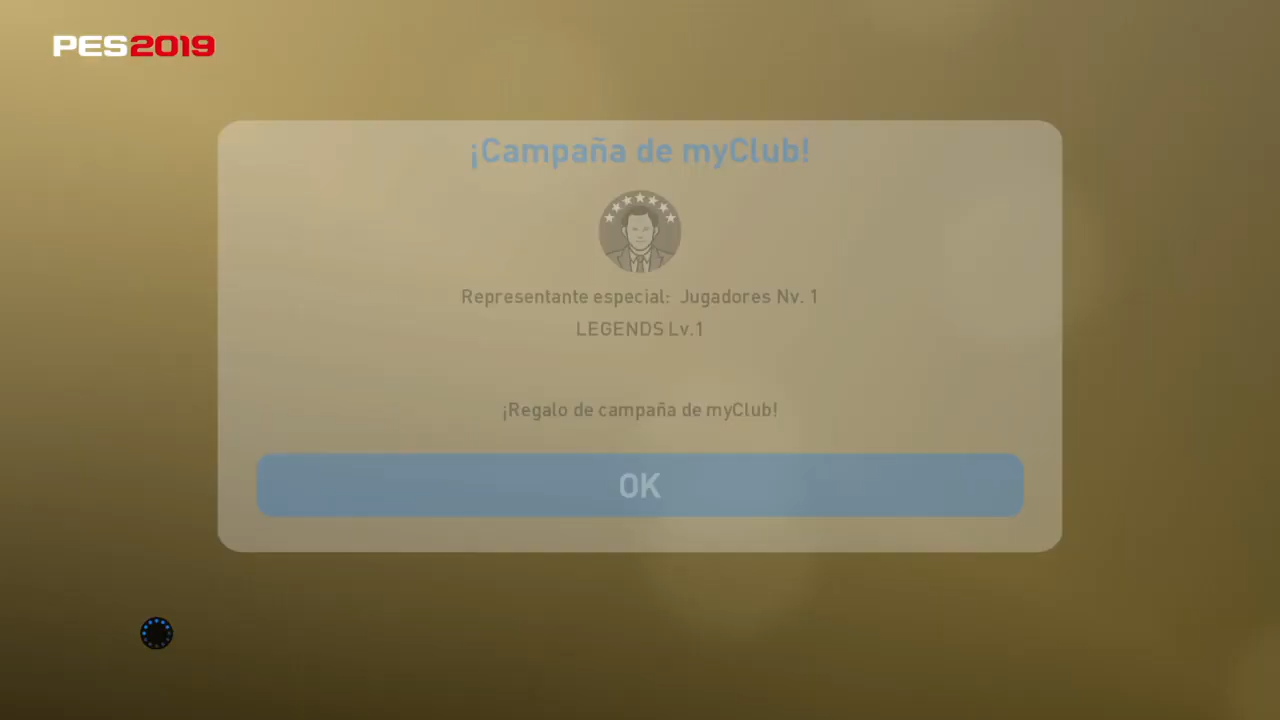 PES2019
¡Campaña de myClub!
Representante especial: Jugadores Nv. 1
LEGENDS Lv.1
¡Regalo de campaña de myClub!
OK